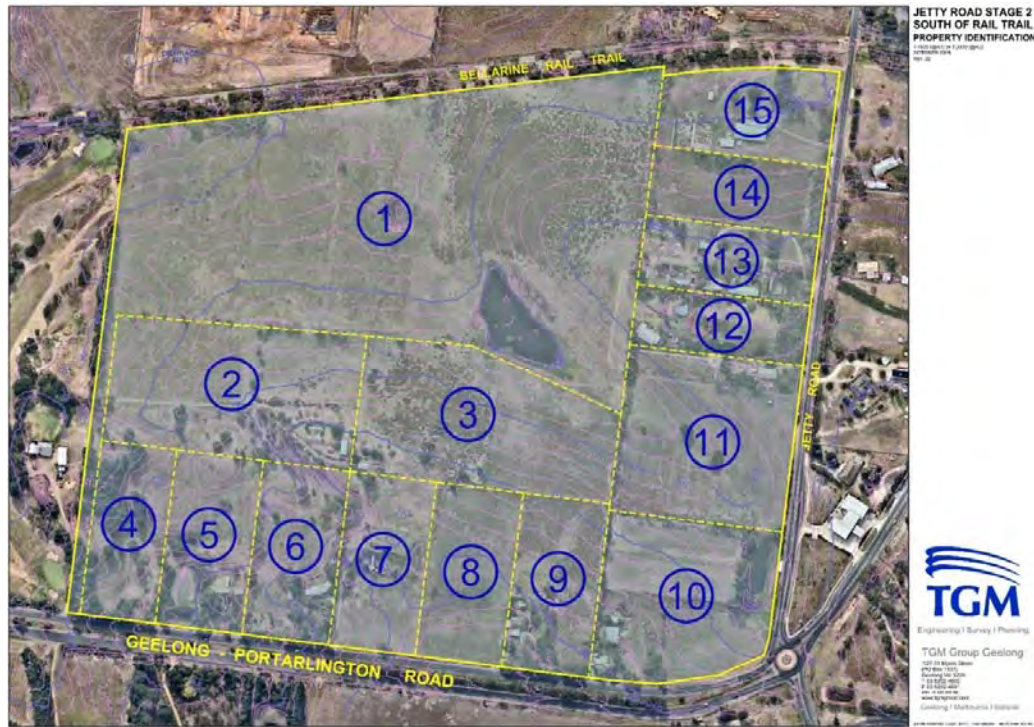 JETTY ROAD STAGE 2
SOUTH OF RAIL TRAIL
PROPERTY IDENTIFICATION
BELLARINE RAIL TRAIL
15
14
1
13
12
2
3
11
JETTY ROAD
4
5
6
7
8
9
10
GEELONG - PORTARLINGTON ROAD
TGM
Engineering | Survey | Planning
TGM Group Geelong
Geelong | Melbourne | Ballarat